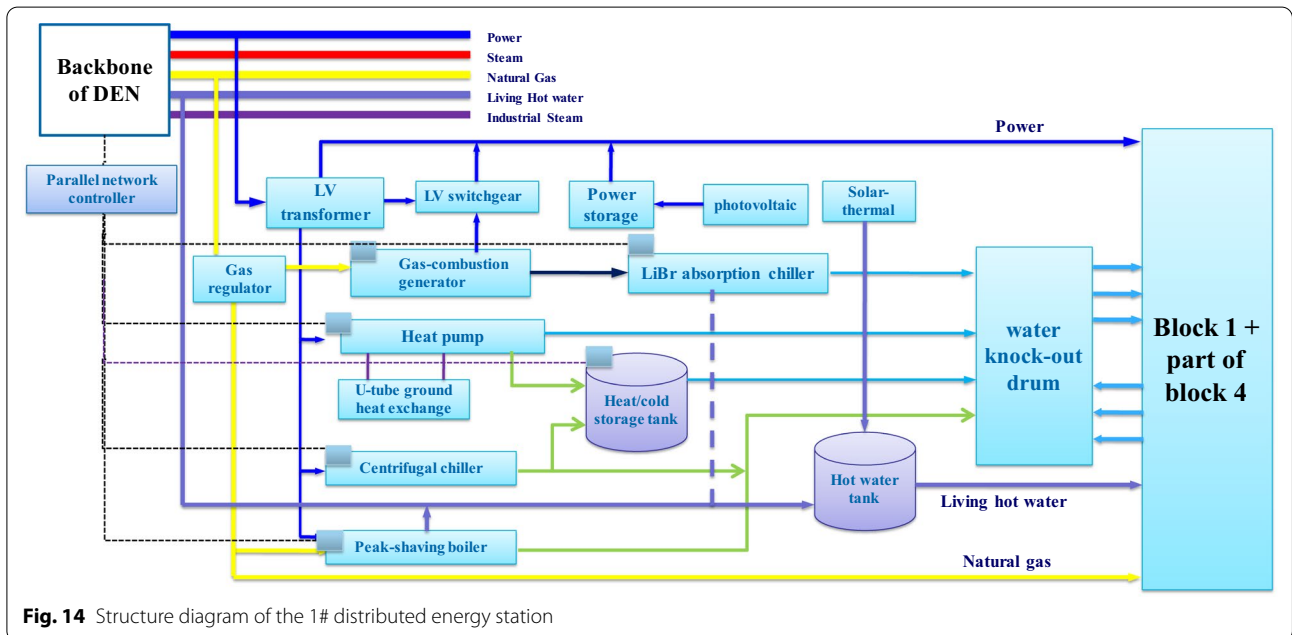 Backbone
of DEN
Power
Steam
Natural Gas
Living Hot water
Industrial Steam
Power
Parallel network
controller
LV
transformer
LV switchgear
Power
storage
photovoltaic
Solar-
thermal
Gas
regulator
Gas-combustion
generator
LiBr absorption chiller
Heat pump
U-tube ground
heat exchange
Heat/cold
storage tank
water
knock-out
drum
Block 1 +
part of
block 4
Centrifugal chiller
Hot water
tank
Living hot water
Peak-shaving boiler
Natural gas
Fig. 14 Structure diagram of the 1# distributed energy station